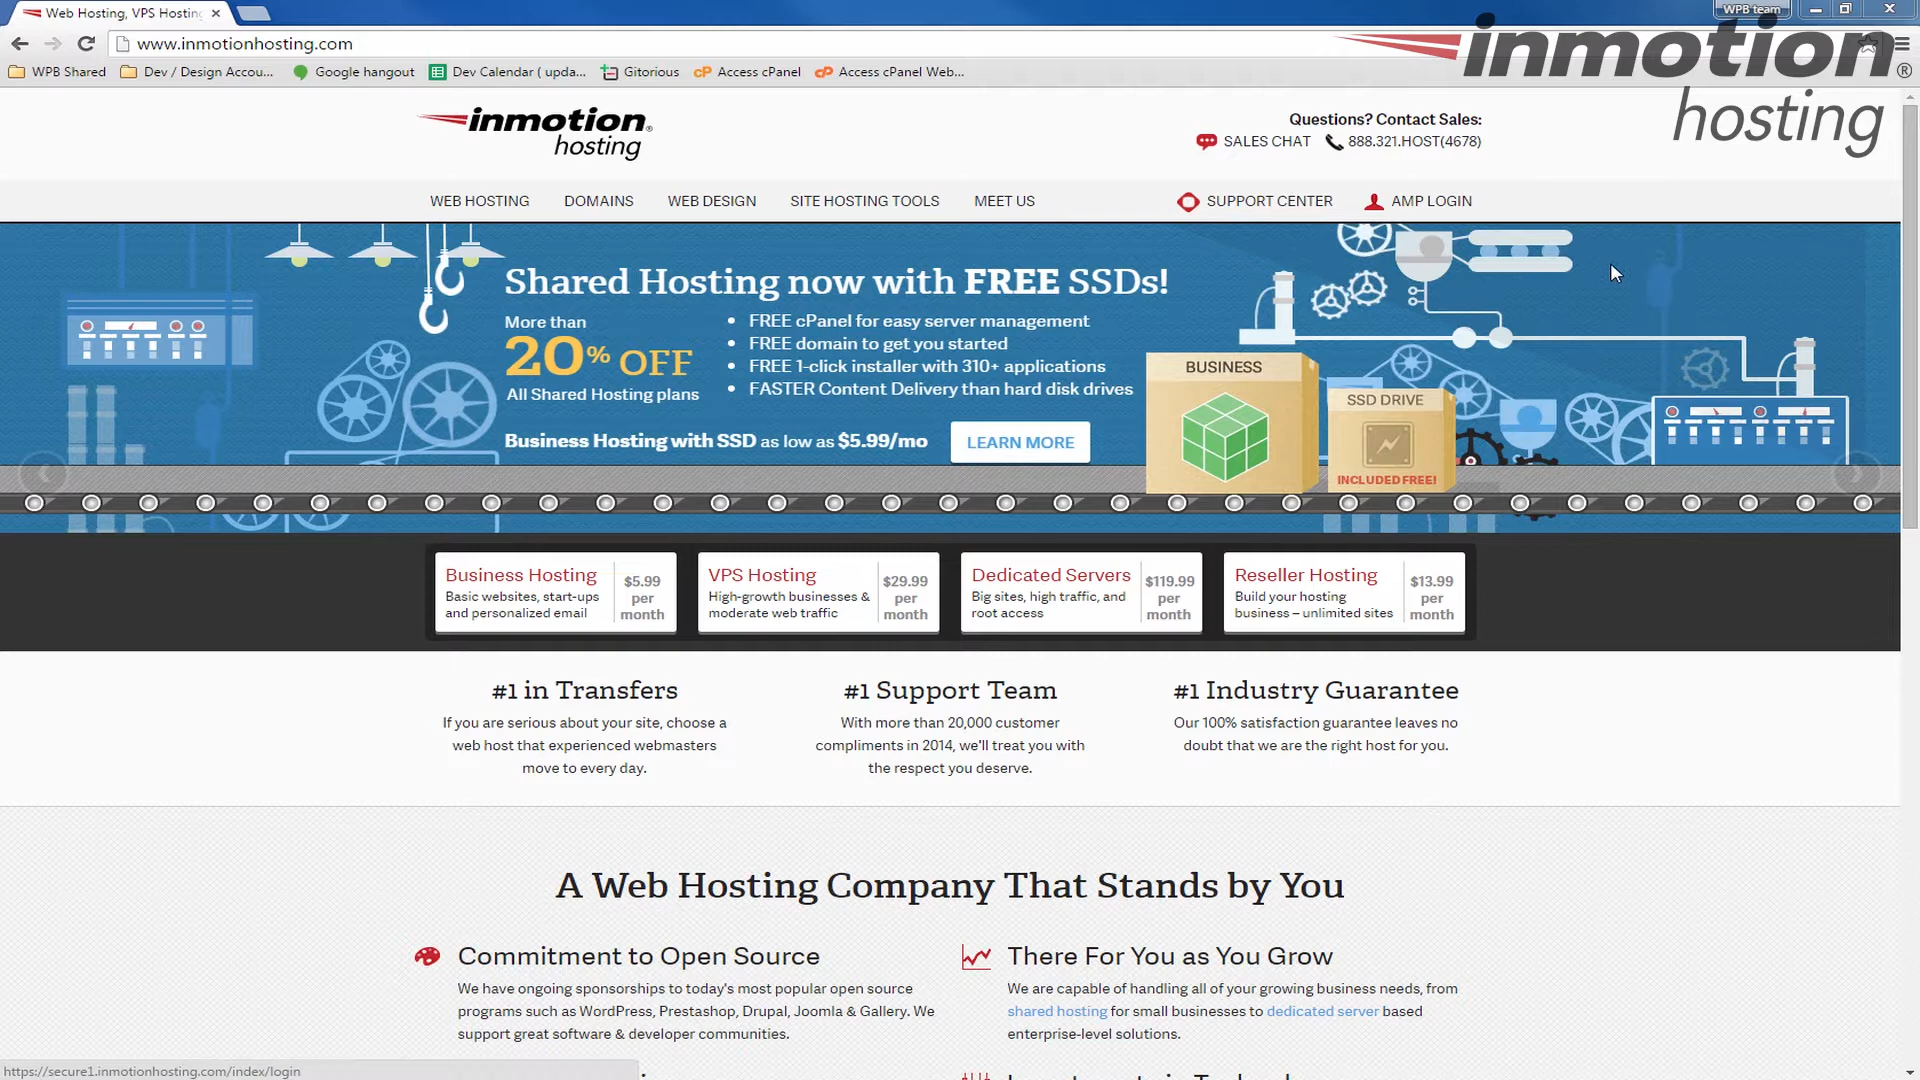 Web Hosting, VPS Hosting
WPB team
www.inmotionhosting.com
WPB Shared
Dev / Design Accou...
Google hangout
Dev Calendar ( upda...
Gitorious
Access cPanel
Access cPanel Web...
inmotion®
hosting
inmotion®
hosting
Questions? Contact Sales:
SALES CHAT 888.321.HOST(4678)
WEB HOSTING
DOMAINS
WEB DESIGN
SITE HOSTING TOOLS
MEET US
SUPPORT CENTER
AMP LOGIN
Shared Hosting now with FREE SSDs!
More than
20% OFF
All Shared Hosting plans
• FREE cPanel for easy server management
• FREE domain to get you started
• FREE 1-click installer with 310+ applications
• FASTER Content Delivery than hard disk drives
Business Hosting with SSD as low as $5.99/mo
LEARN MORE
BUSINESS
SSD DRIVE
INCLUDED FREE!
Business Hosting
Basic websites, start-ups
and personalized email
$5.99
per
month
VPS Hosting
High-growth businesses &
moderate web traffic
$29.99
per
month
Dedicated Servers
Big sites, high traffic, and
root access
$119.99
per
month
Reseller Hosting
Build your hosting
business – unlimited sites
$13.99
per
month
#1 in Transfers
If you are serious about your site, choose a
web host that experienced webmasters
move to every day.
#1 Support Team
With more than 20,000 customer
compliments in 2014, we'll treat you with
the respect you deserve.
#1 Industry Guarantee
Our 100% satisfaction guarantee leaves no
doubt that we are the right host for you.
A Web Hosting Company That Stands by You
Commitment to Open Source
We have ongoing sponsorships to today's most popular open source
programs such as WordPress, Prestashop, Drupal, Joomla & Gallery. We
support great software & developer communities.
There For You as You Grow
We are capable of handling all of your growing business needs, from
shared hosting for small businesses to dedicated server based
enterprise-level solutions.
https://secure1.inmotionhosting.com/index/login